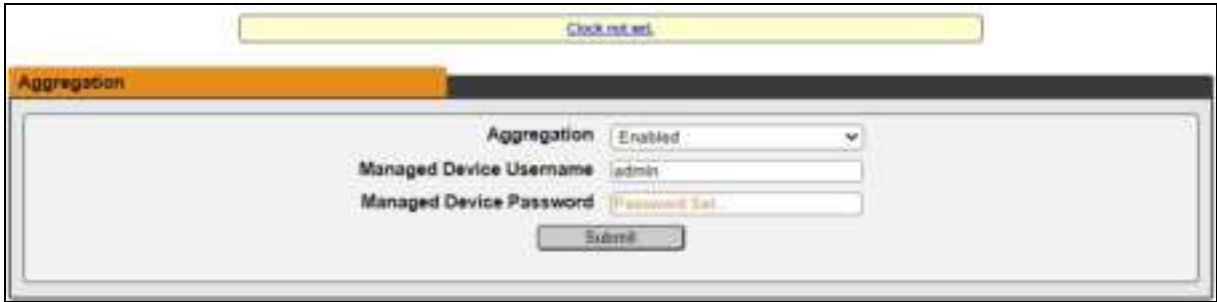 Clock not set.
Aggregation
Aggregation Enabled
Managed Device Username admin
Managed Device Password Password Set...
Submit